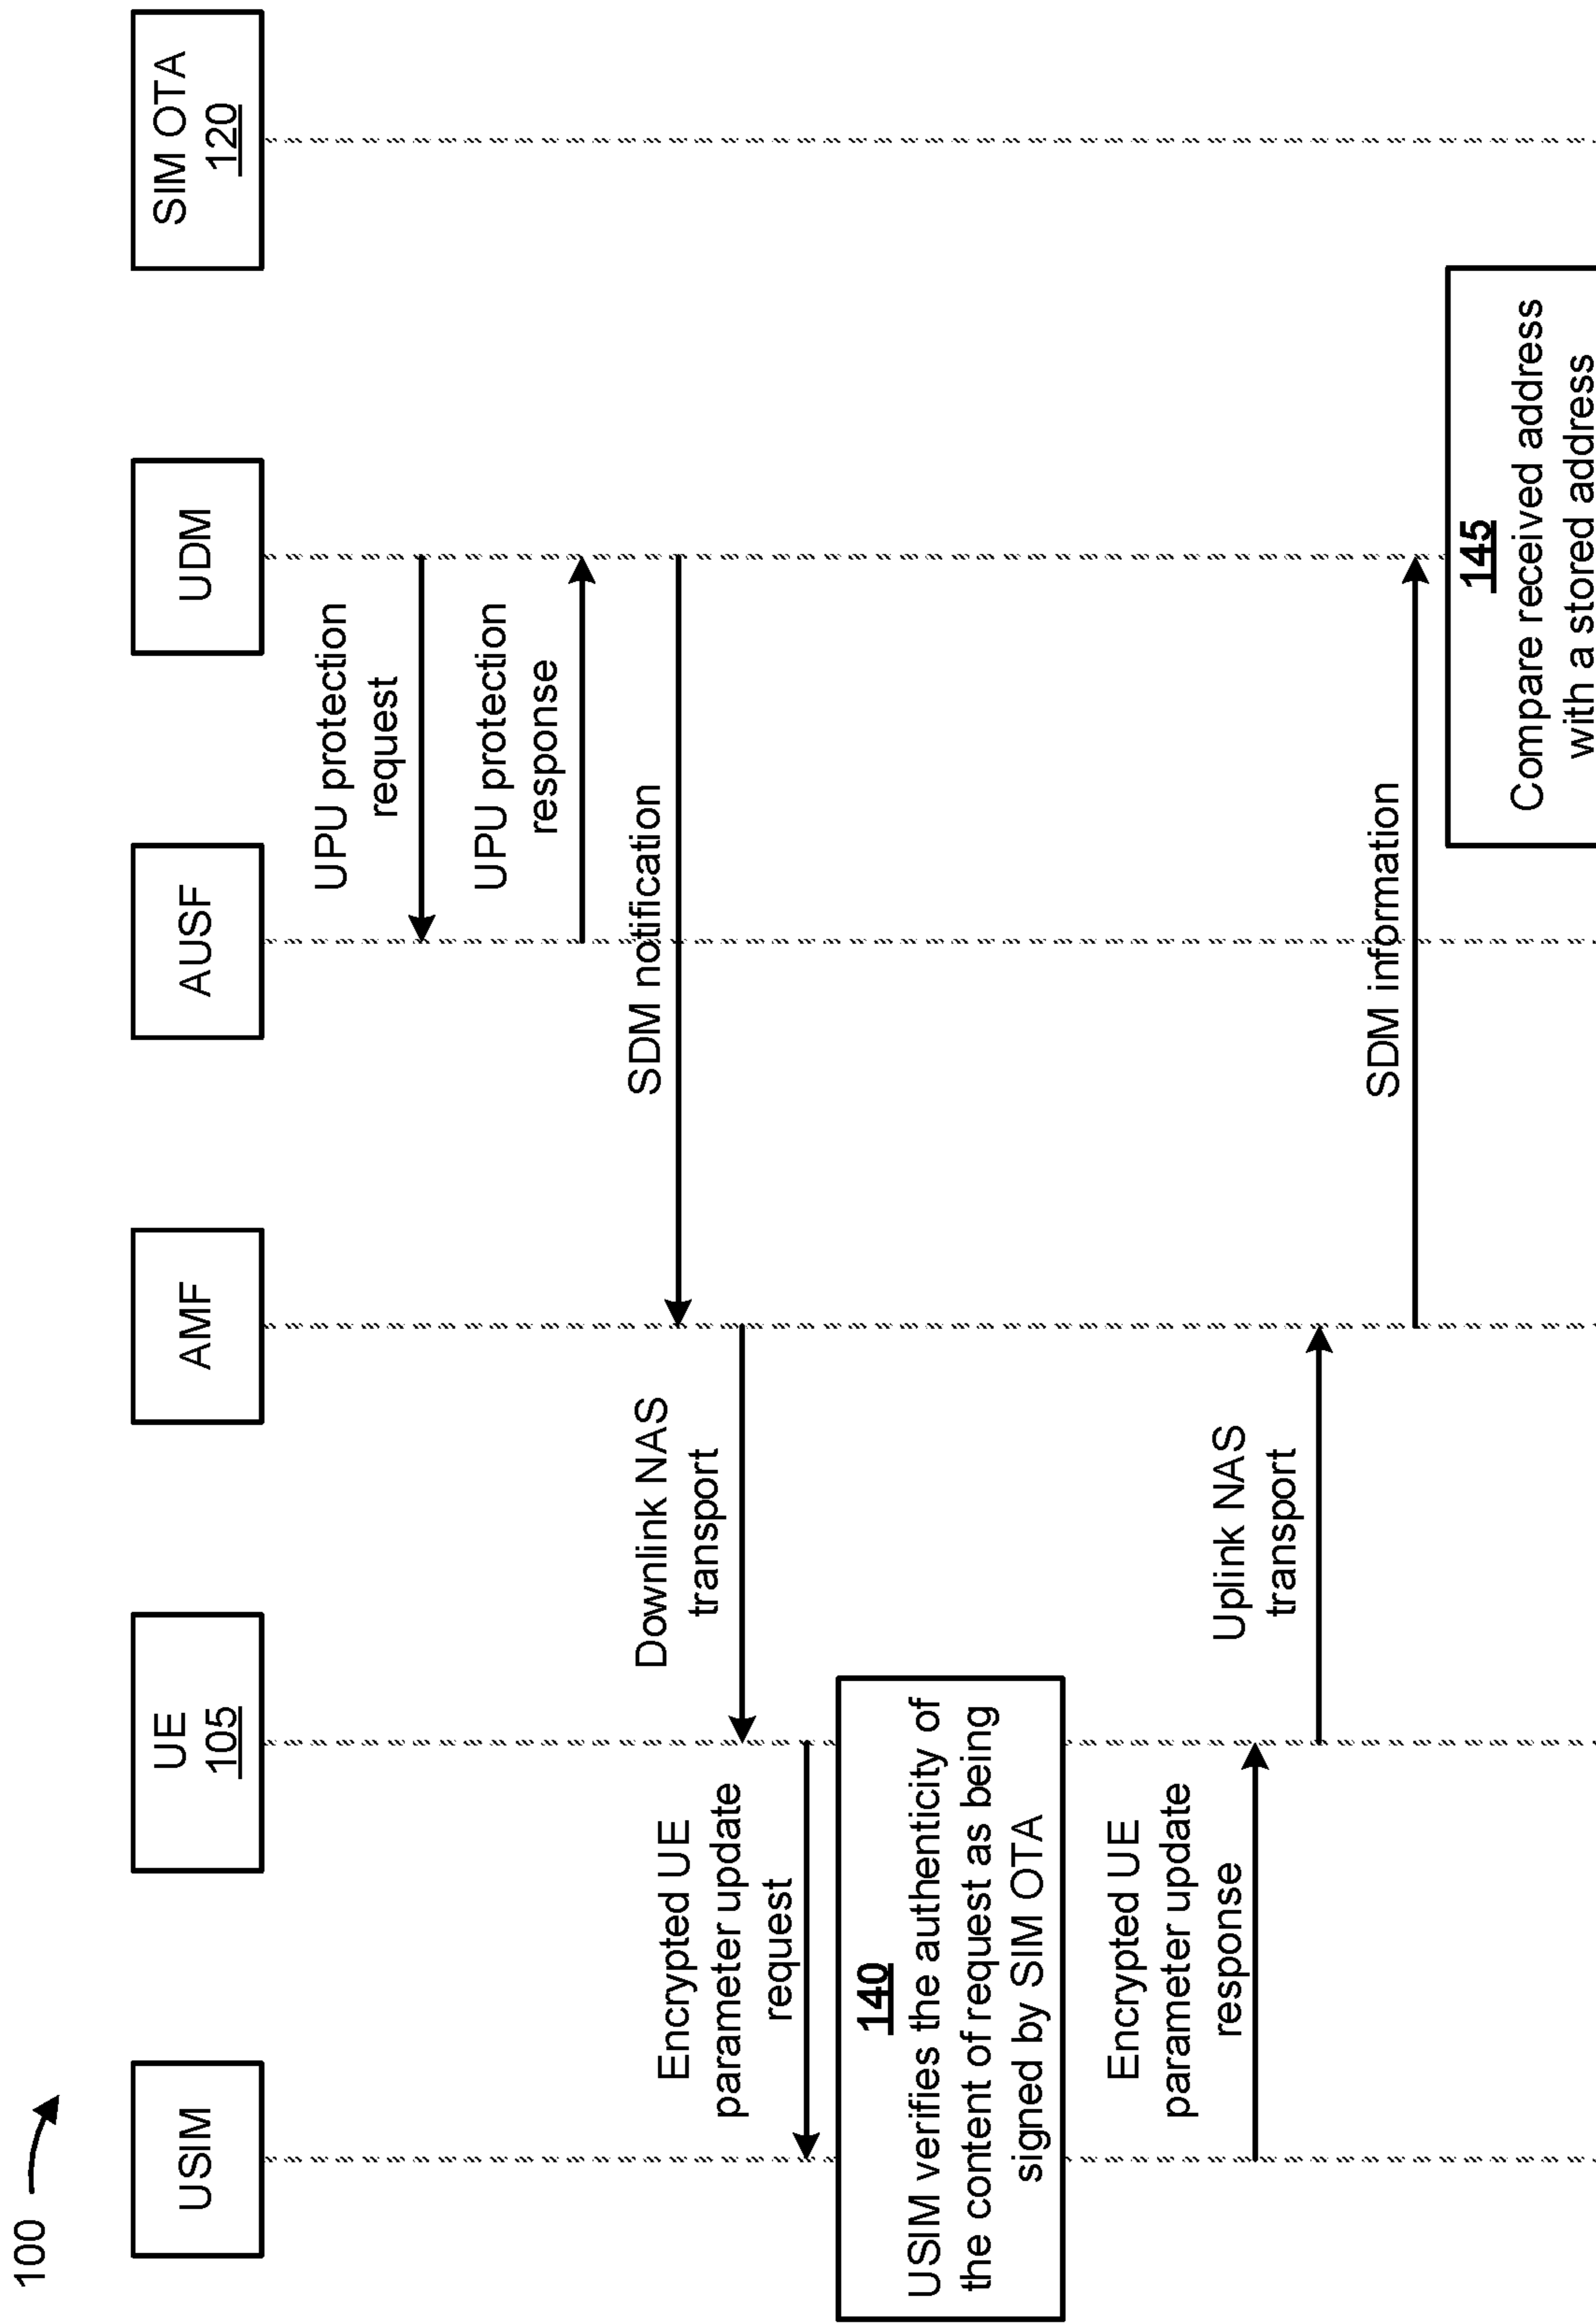 100
USIM
UE
105
AMF
AUSF
UDM
SIM OTA
120
UPU protection
request
UPU protection
response
SDM notification
Downlink NAS
transport
Encrypted UE
parameter update
request
140
USIM verifies the authenticity of
the content of request as being
signed by SIM OTA
Encrypted UE
parameter update
response
Uplink NAS
transport
SDM information
145
Compare received address
with a stored address